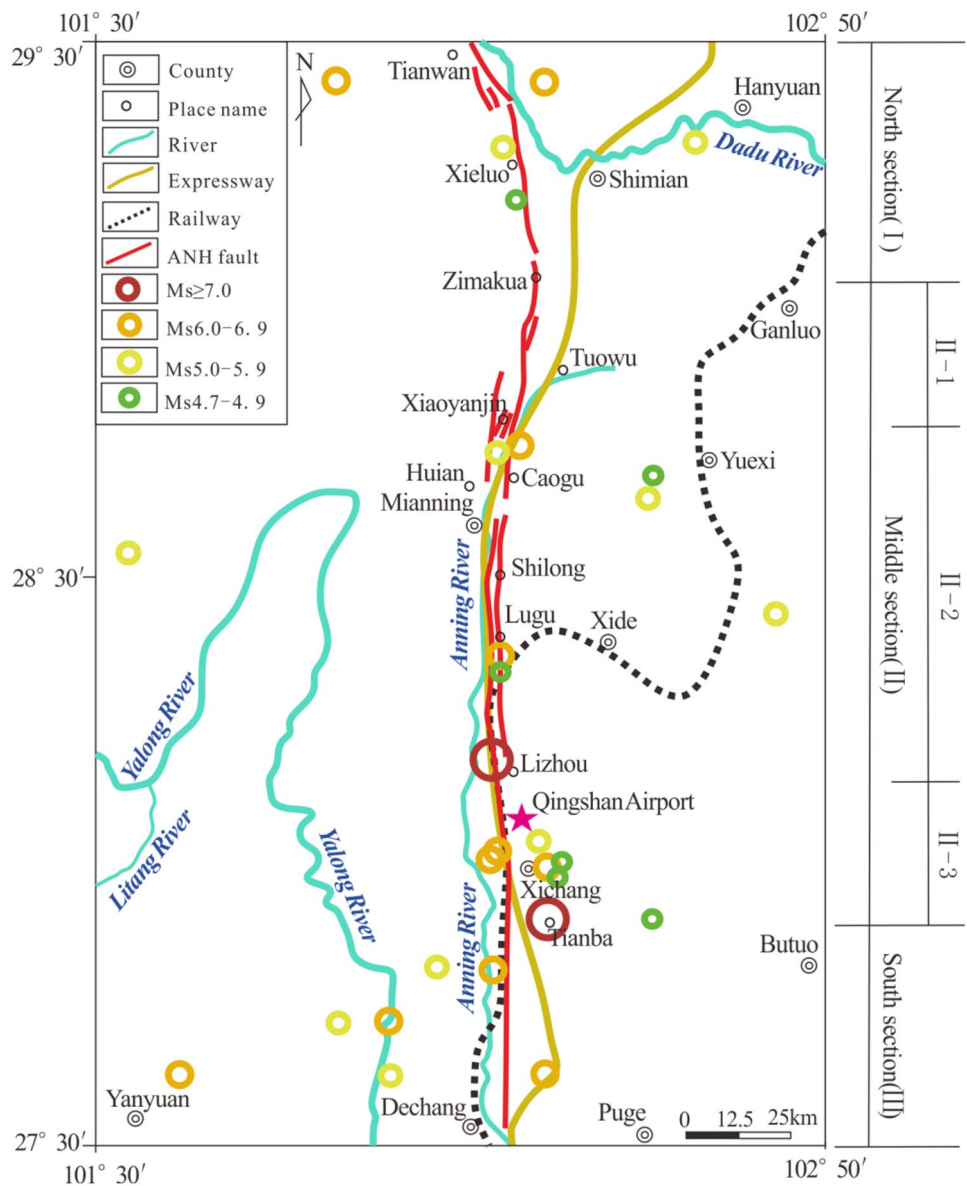 101° 30′
102° 50′
29° 30′
N
County
Place name
River
Expressway
Railway
ANH fault
Ms≥7.0
Ms6.0-6. 9
Ms5.0-5. 9
Ms4.7-4. 9
Tianwan
Hanyuan
Dadu River
Xieluo
Shimian
Zimakua
Ganluo
Tuowu
Xiaoyanjin
Yuexi
Huian
Caogu
Mianning
28° 30′
Shilong
Anning River
Lugu
Xide
Yalong River
Lizhou
Qingshan Airport
Litang River
Yalong River
Xichang
Anning River
Tianba
Butuo
Yanyuan
Dechang
Puge
0 12.5 25km
27° 30′
101° 30′
102° 50′
North section( I )
II-1
Middle section(II)
II-2
II-3
South section(III)